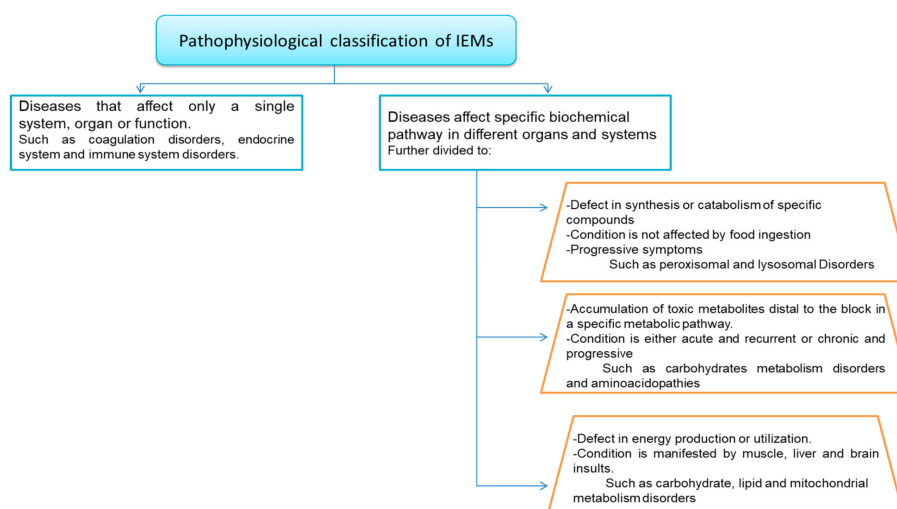 Pathophysiological classification of IEMs
Diseases that affect only a single
system, organ or function.
Such as coagulation disorders, endocrine
system and immune system disorders.
Diseases affect specific biochemical
pathway in different organs and systems
Further divided to:
-Defect in synthesis or catabolism of specific
compounds
-Condition is not affected by food ingestion
-Progressive symptoms
Such as peroxisomal and lysosomal Disorders
-Accumulation of toxic metabolites distal to the block in
a specific metabolic pathway.
-Condition is either acute and recurrent or chronic and
progressive
Such as carbohydrates metabolism disorders
and aminoacidopathies
-Defect in energy production or utilization.
-Condition is manifested by muscle, liver and brain
insults.
Such as carbohydrate, lipid and mitochondrial
metabolism disorders